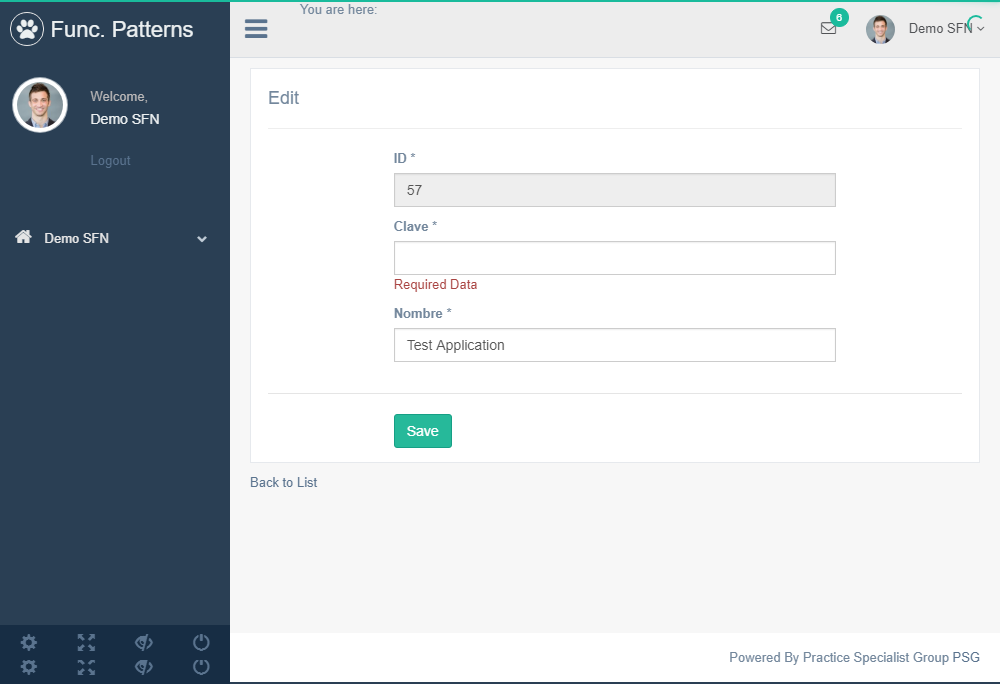 Func. Patterns
You are here:
6
Demo SFN
Welcome,
Demo SFN
Logout
Demo SFN
Edit
ID *
57
Clave *
Required Data
Nombre *
Test Application
Save
Back to List
Powered By Practice Specialist Group PSG